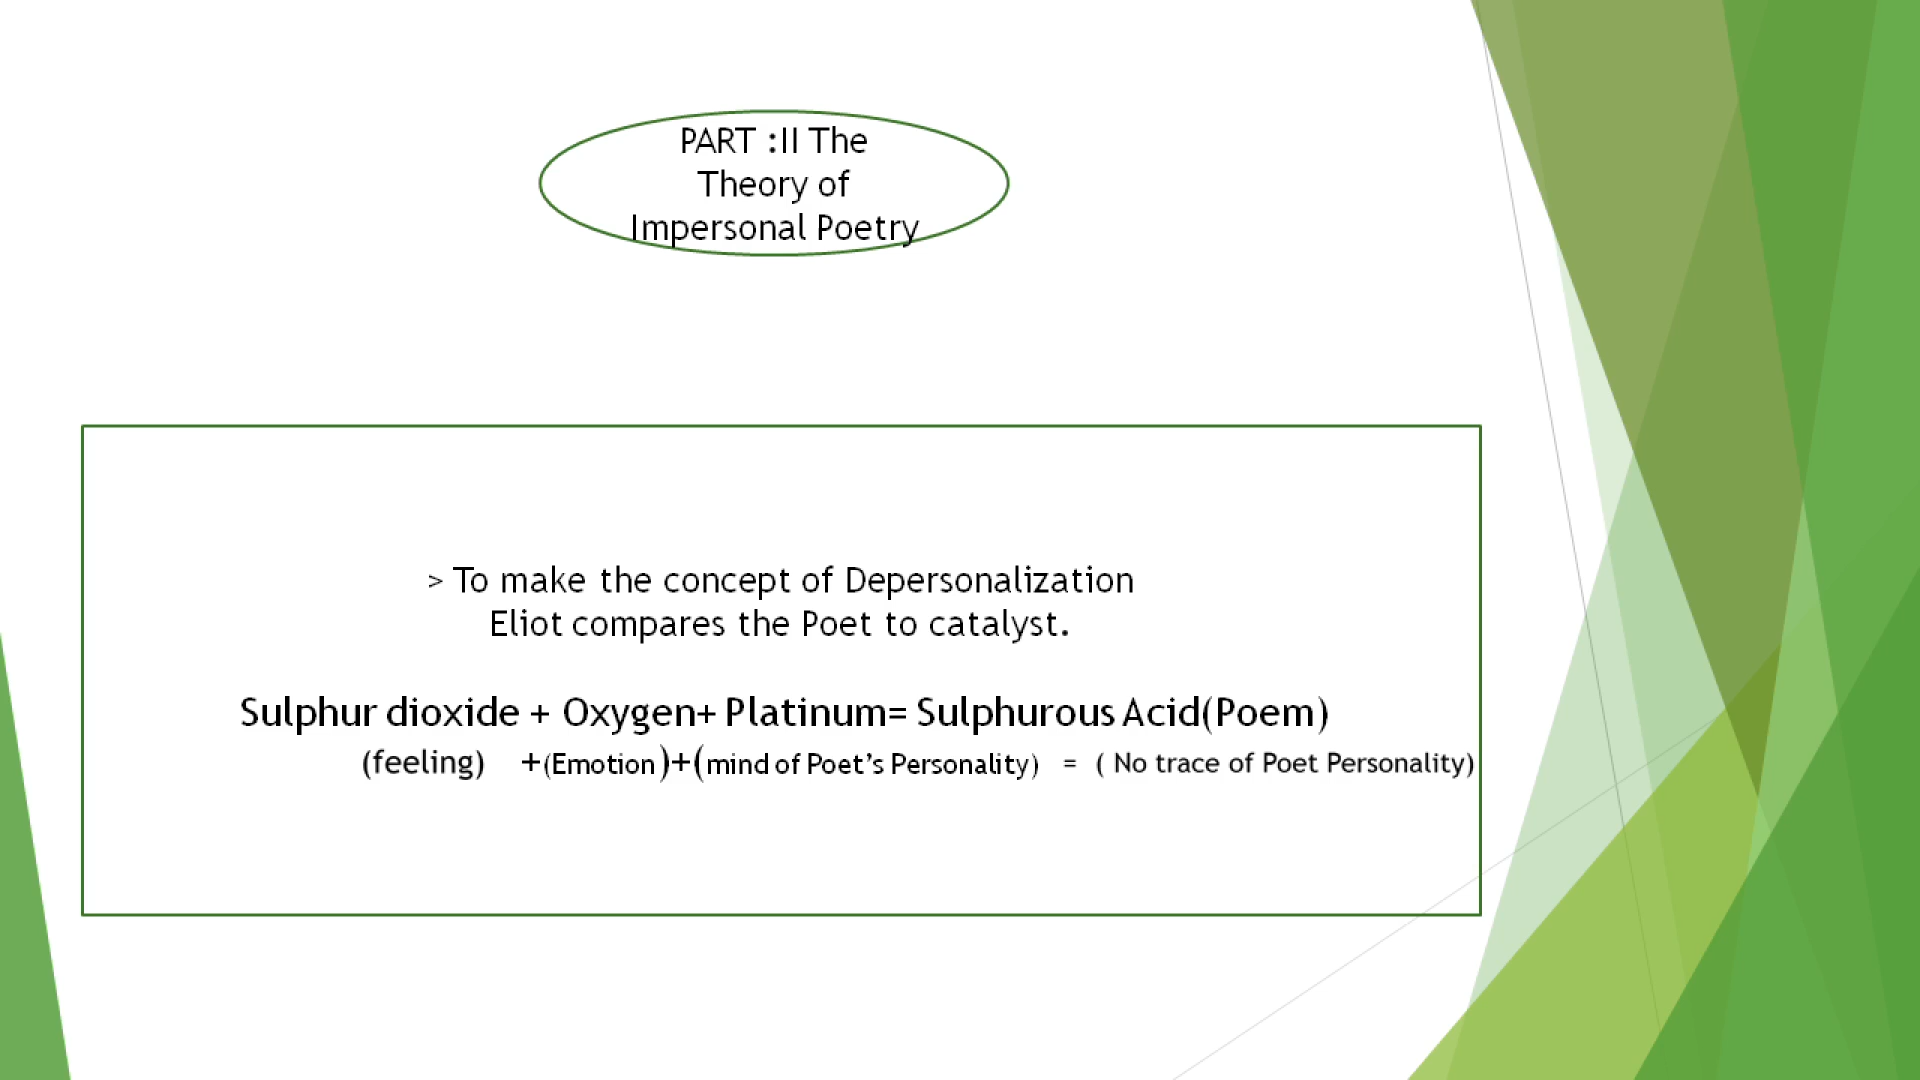 PART :II The
Theory of
Impersonal Poetry
> To make the concept of Depersonalization
Eliot compares the Poet to catalyst.
Sulphur dioxide + Oxygen+ Platinum= Sulphurous Acid(Poem)
(feeling) +(Emotion)+(mind of Poet’s Personality) = ( No trace of Poet Personality)